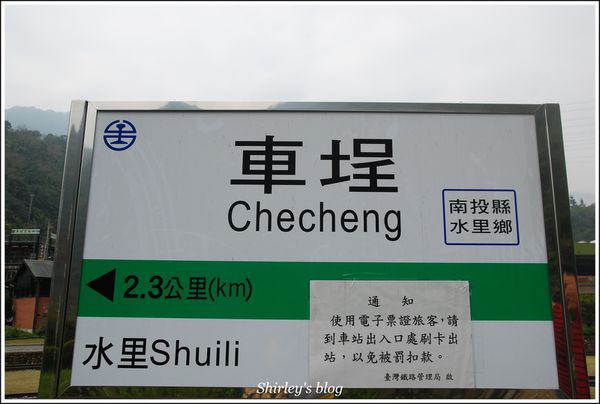 車埕
Checheng
南投縣
水里鄉
2.3公里(km)
水里Shuili
通 知
使用電子票證旅客,請
到車站出入口處刷卡出
站,以免被罰扣款。
臺灣鐵路管理局 啟
Shirley's blog